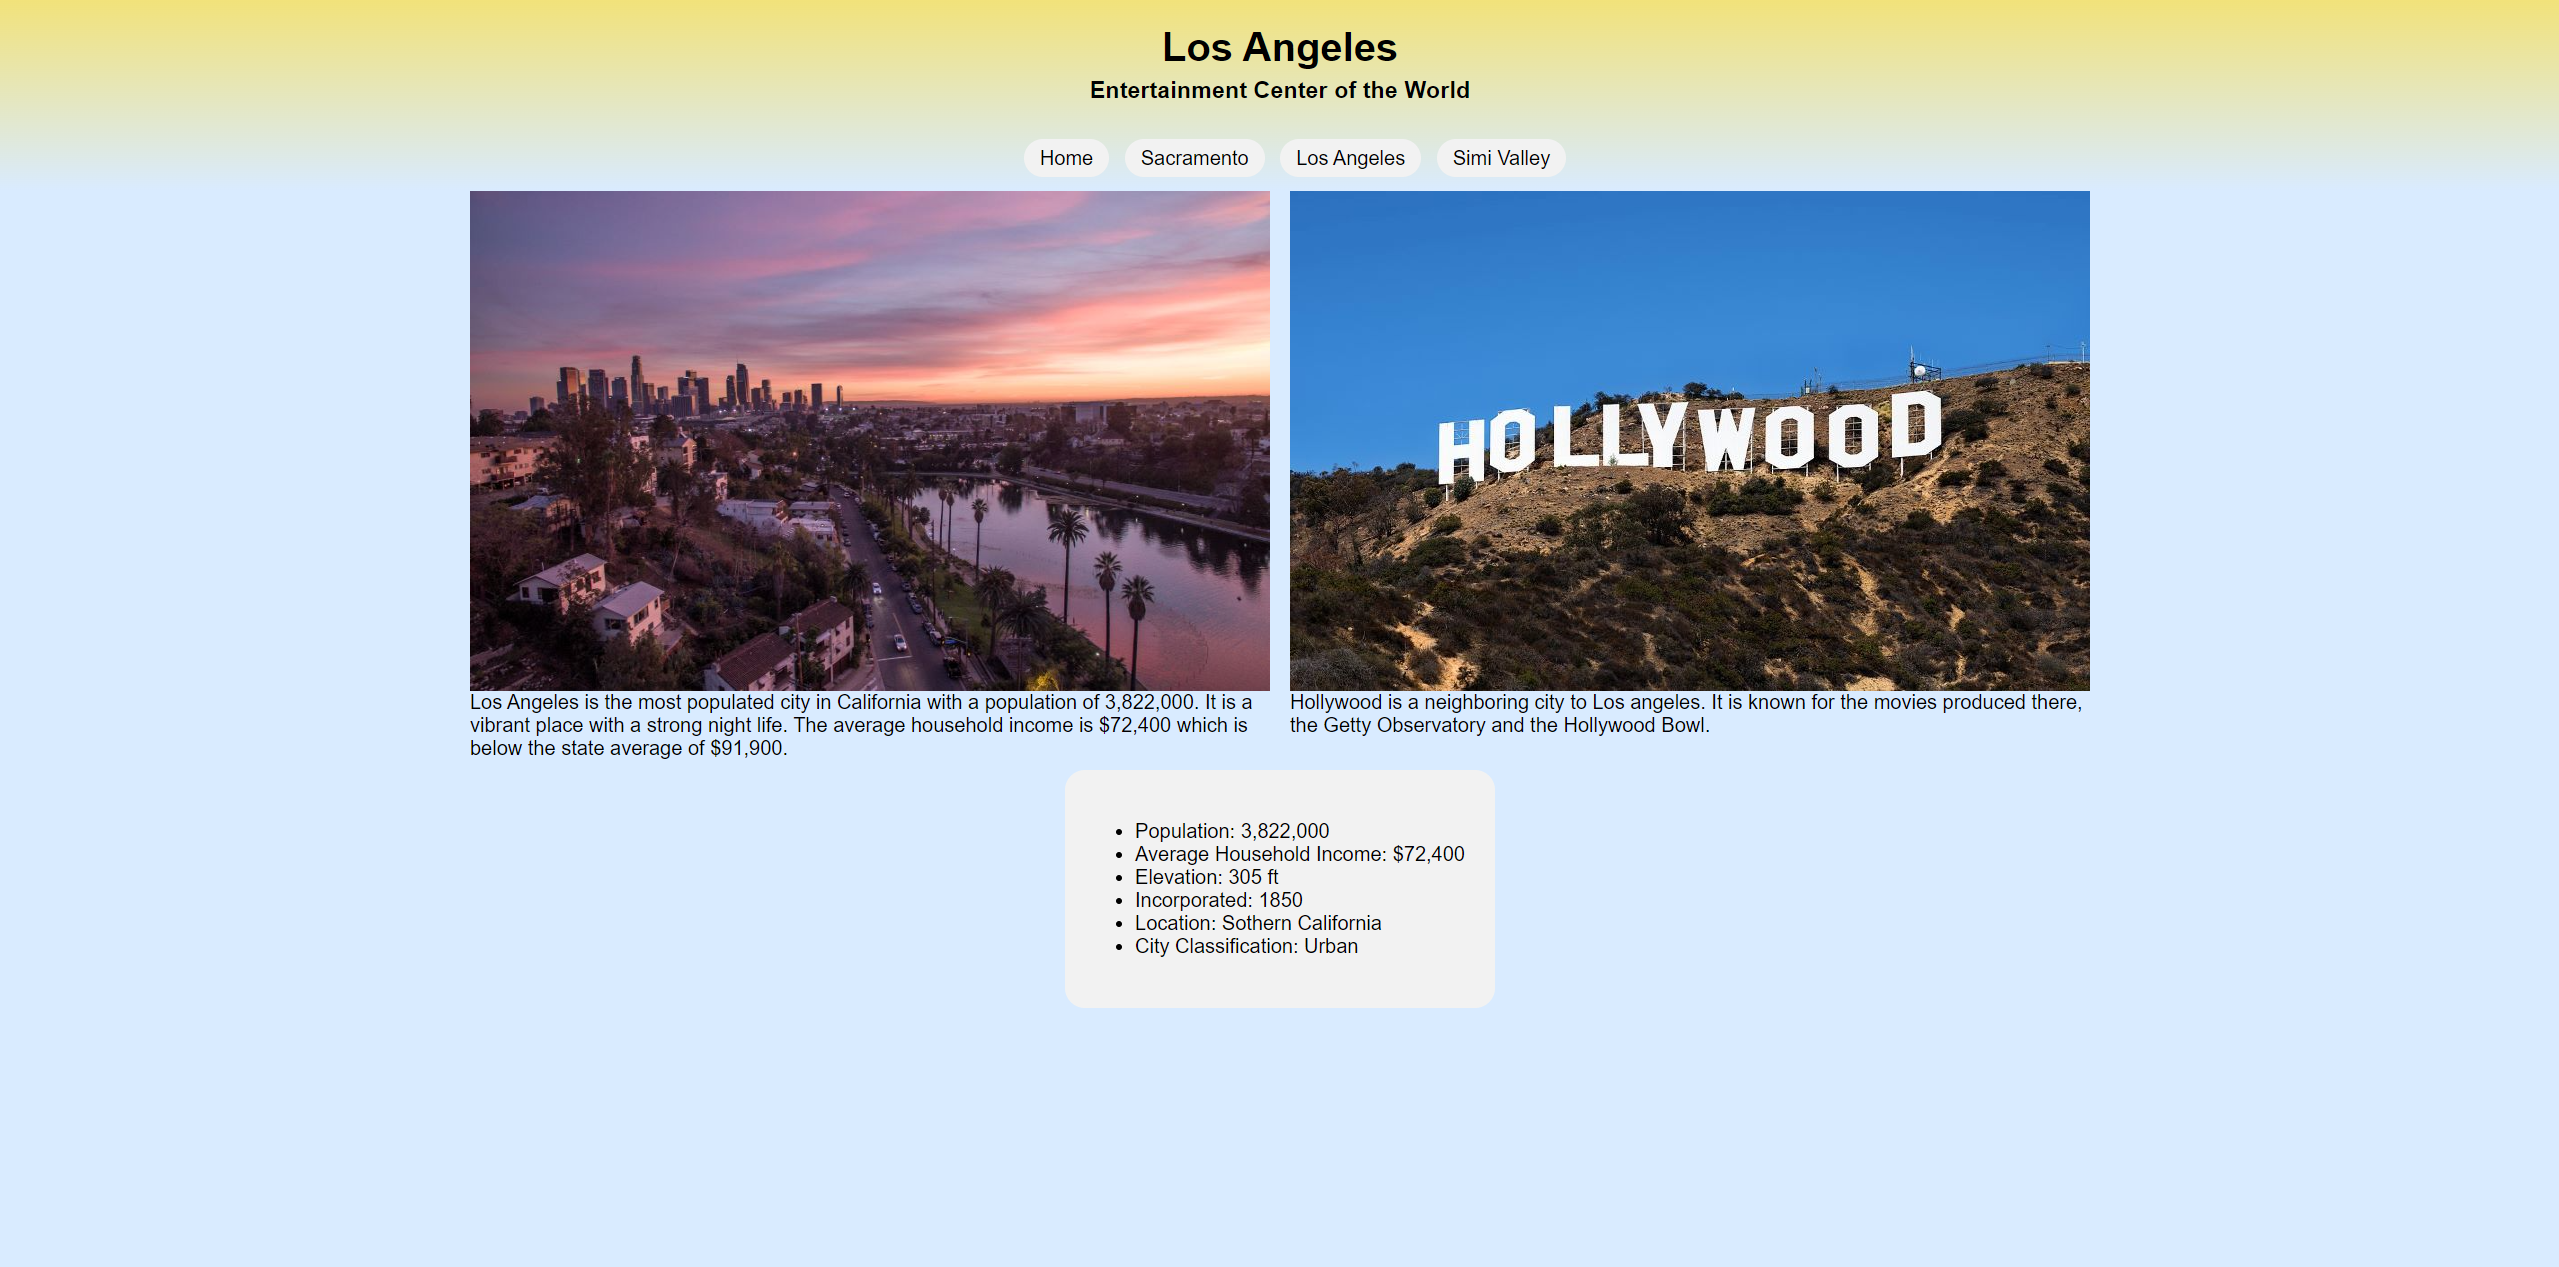 Los Angeles
Entertainment Center of the World
Home Sacramento Los Angeles Simi Valley
HOLLYWOOD
Los Angeles is the most populated city in California with a population of 3,822,000. It is a
vibrant place with a strong night life. The average household income is $72,400 which is
below the state average of $91,900.
Hollywood is a neighboring city to Los angeles. It is known for the movies produced there,
the Getty Observatory and the Hollywood Bowl.
Population: 3,822,000
Average Household Income: $72,400
Elevation: 305 ft
Incorporated: 1850
Location: Sothern California
City Classification: Urban